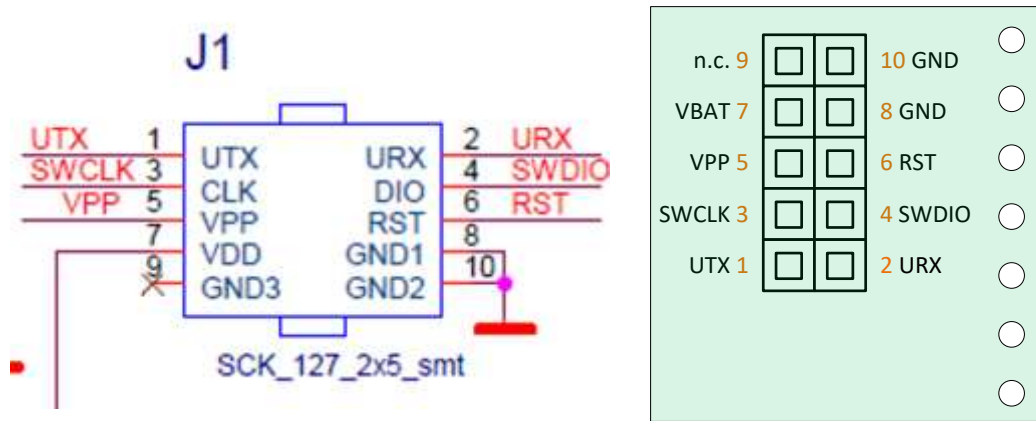 J1
UTX 1 UTX URX 2 URX
SWCLK 3 CLK DIO 4 SWDIO
VPP 5 VPP RST 6 RST
7 VDD GND1 8
9 GND3 GND2 10
SCK_127_2x5_smt
n.c. 9 10 GND
VBAT 7 8 GND
VPP 5 6 RST
SWCLK 3 4 SWDIO
UTX 1 2 URX